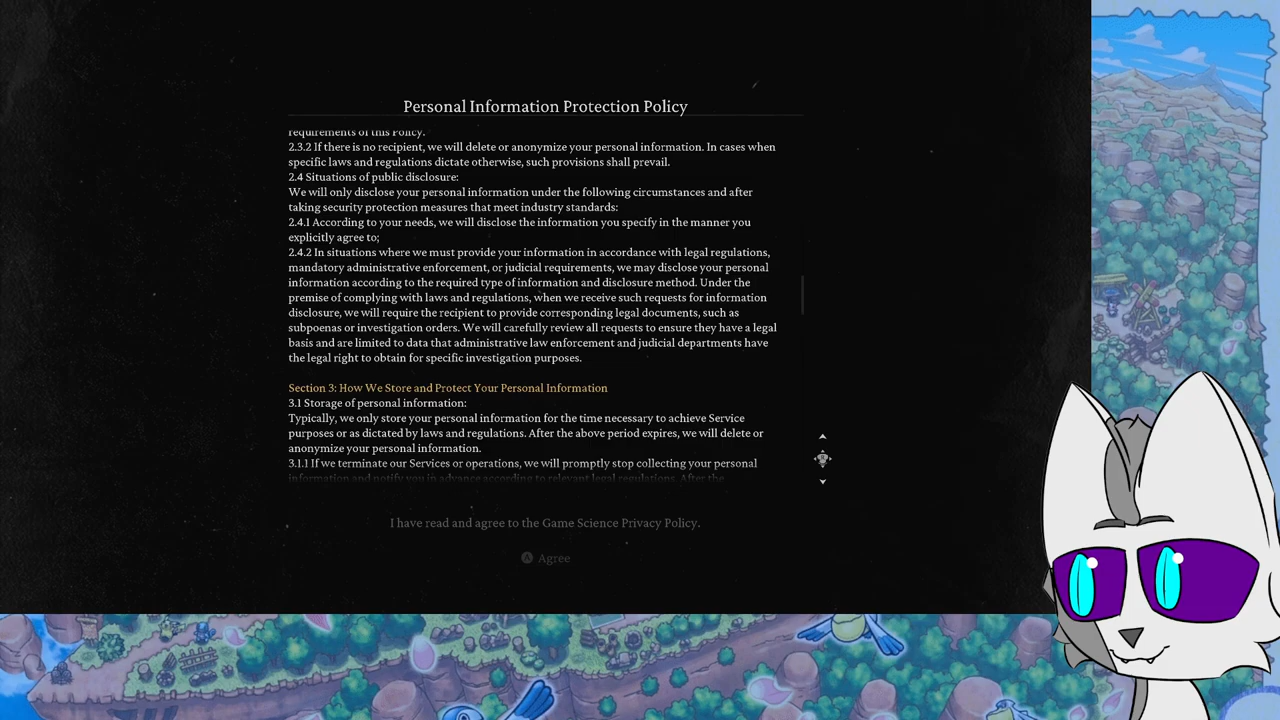 Personal Information Protection Policy
requirements of this Policy.
2.3.2 If there is no recipient, we will delete or anonymize your personal information. In cases when
specific laws and regulations dictate otherwise, such provisions shall prevail.
2.4 Situations of public disclosure:
We will only disclose your personal information under the following circumstances and after
taking security protection measures that meet industry standards:
2.4.1 According to your needs, we will disclose the information you specify in the manner you
explicitly agree to;
2.4.2 In situations where we must provide your information in accordance with legal regulations,
mandatory administrative enforcement, or judicial requirements, we may disclose your personal
information according to the required type of information and disclosure method. Under the
premise of complying with laws and regulations, when we receive such requests for information
disclosure, we will require the recipient to provide corresponding legal documents, such as
subpoenas or investigation orders. We will carefully review all requests to ensure they have a legal
basis and are limited to data that administrative law enforcement and judicial departments have
the legal right to obtain for specific investigation purposes.
Section 3: How We Store and Protect Your Personal Information
3.1 Storage of personal information:
Typically, we only store your personal information for the time necessary to achieve Service
purposes or as dictated by laws and regulations. After the above period expires, we will delete or
anonymize your personal information.
3.1.1 If we terminate our Services or operations, we will promptly stop collecting your personal
information and notify you in advance according to relevant legal regulations. After the
R
I have read and agree to the Game Science Privacy Policy.
A Agree